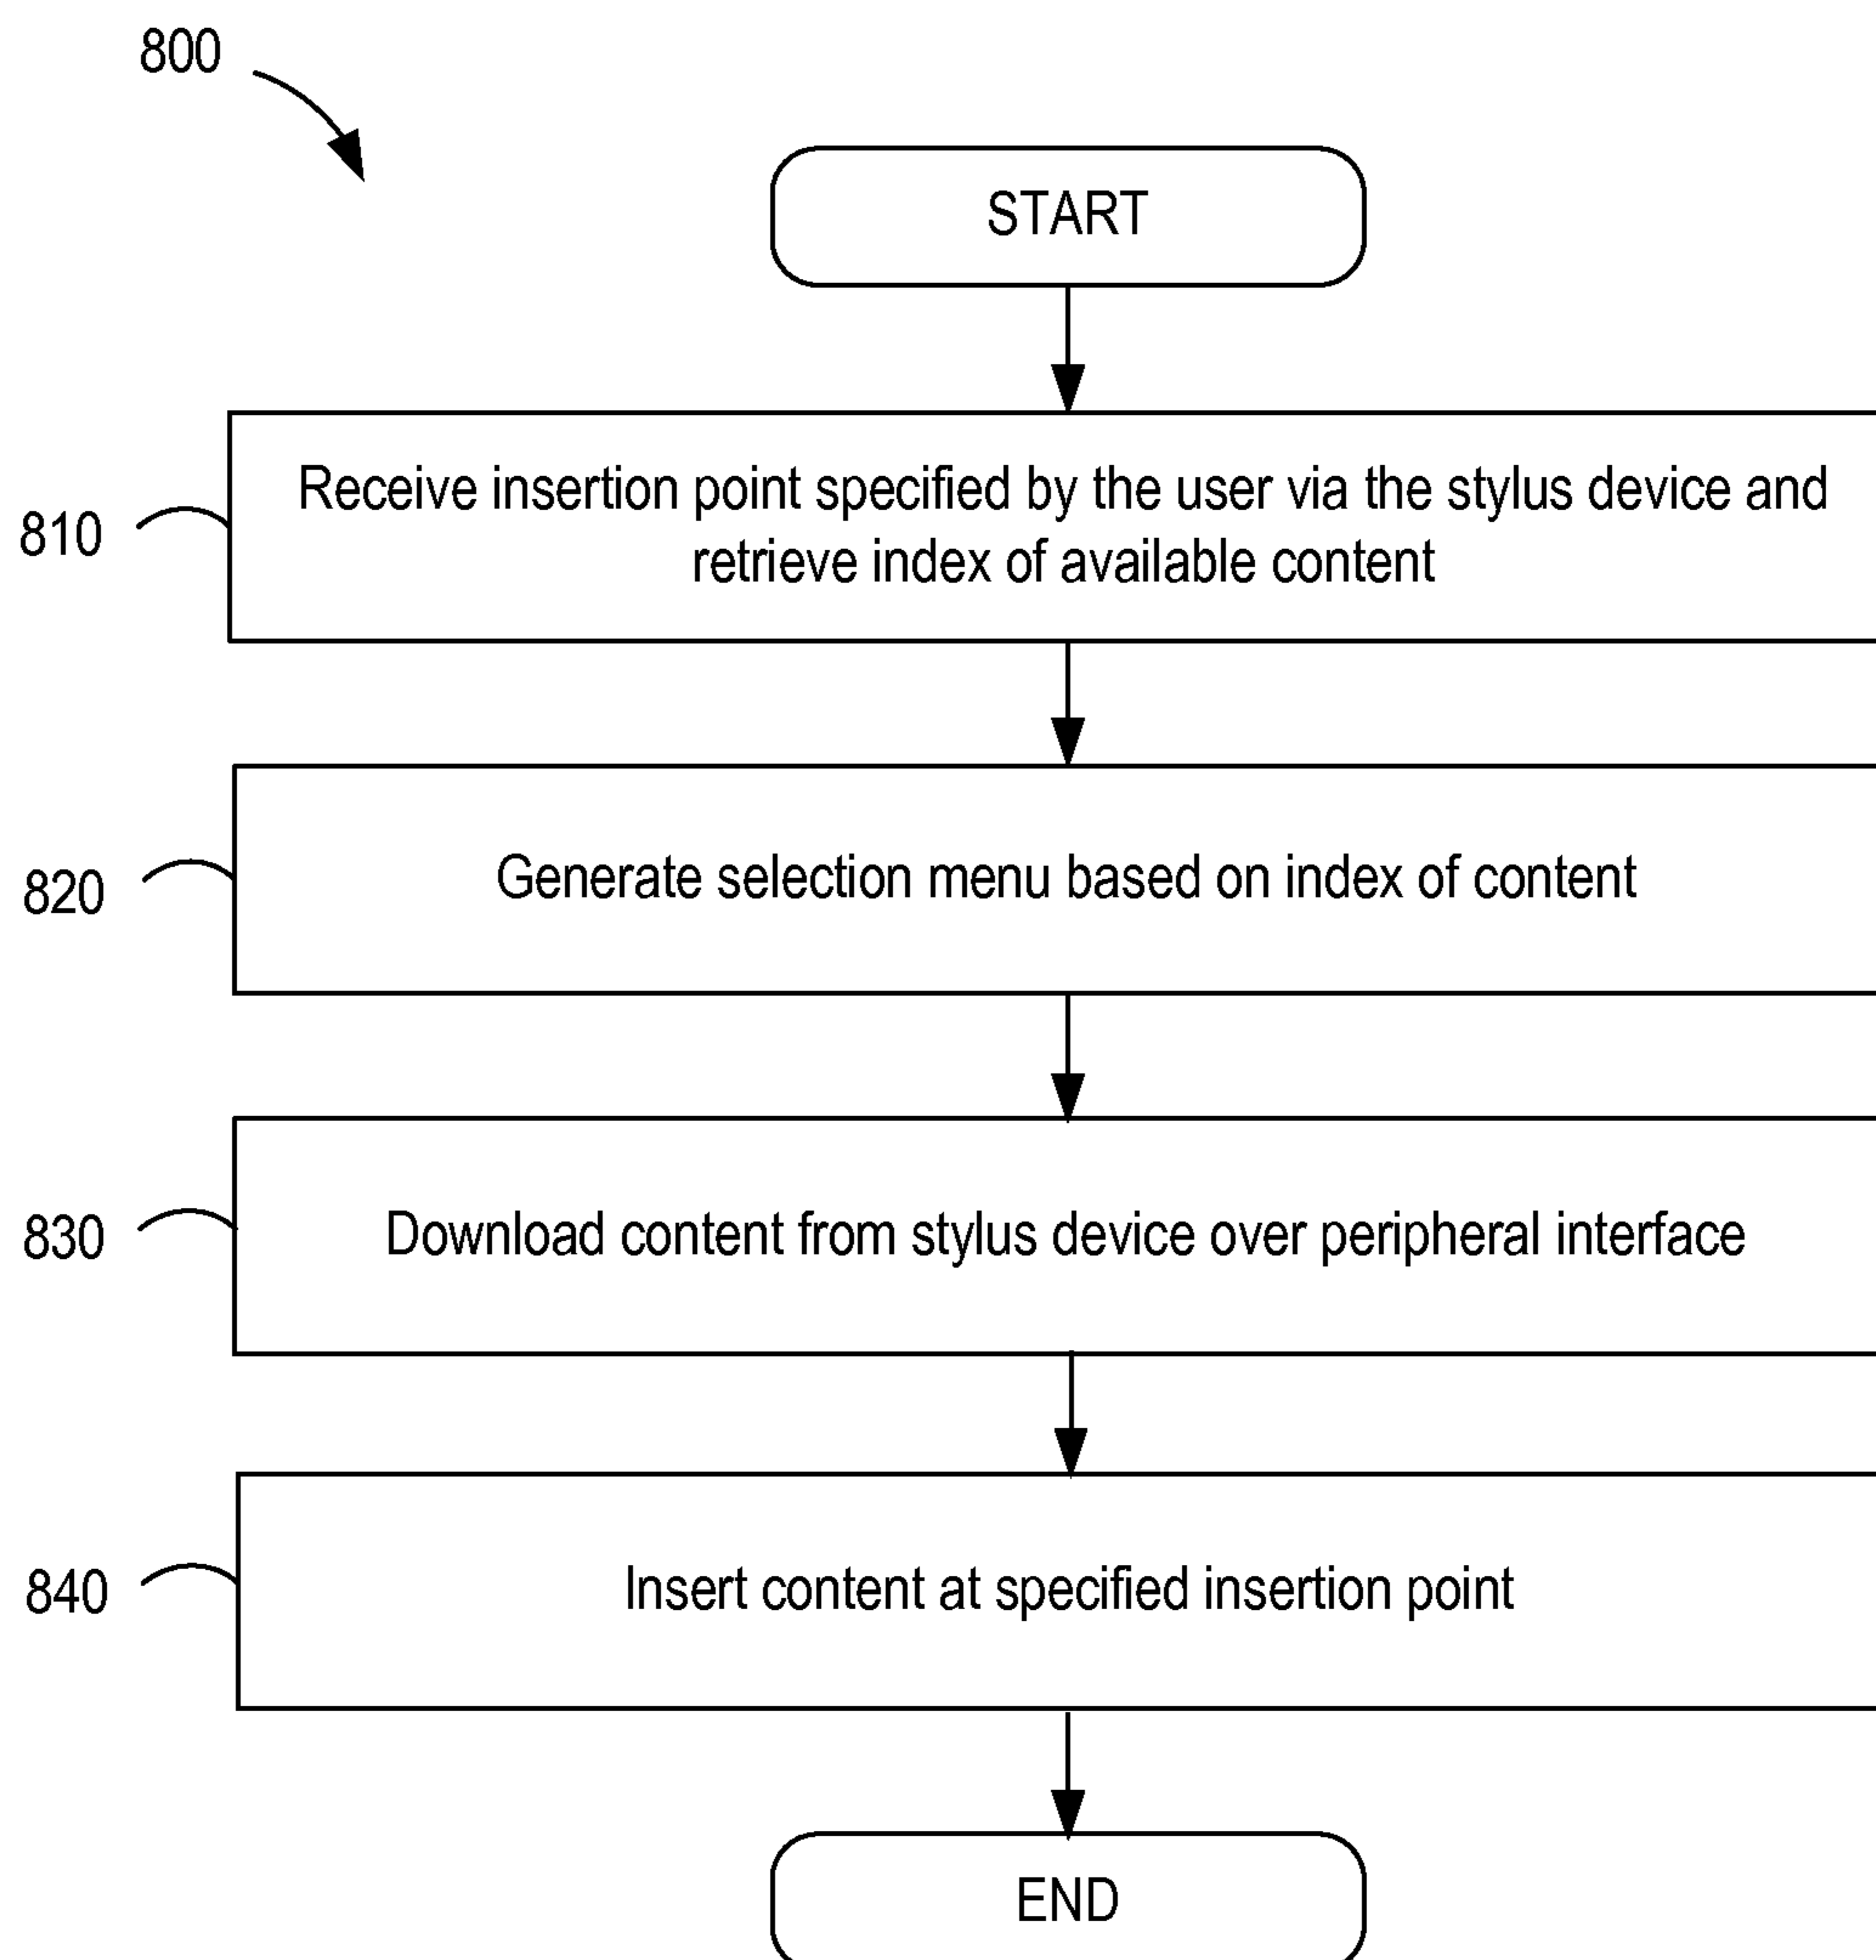 800
START
810
Receive insertion point specified by the user via the stylus device and
retrieve index of available content
820
Generate selection menu based on index of content
830
Download content from stylus device over peripheral interface
840
Insert content at specified insertion point
END